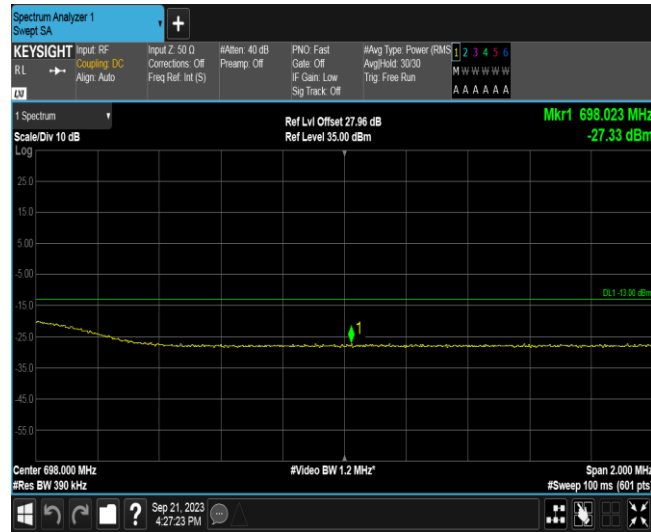 Spectrum Analyzer 1
Swept SA
+
KEYSIGHT
RL
LXI
Input: RF
Coupling: DC
Align: Auto
Input Z: 50 Ω
Corrections: Off
Freq Ref: Int (S)
#Atten: 40 dB
Preamp: Off
PNO: Fast
Gate: Off
IF Gain: Low
Sig Track: Off
#Avg Type: Power (RMS
Avg|Hold: 30/30
Trig: Free Run
1 2 3 4 5 6
M W W W W W
A A A A A A
1 Spectrum
Scale/Div 10 dB
Log
Ref Lvl Offset 27.96 dB
Ref Level 35.00 dBm
Mkr1 698.023 MHz
-27.33 dBm
25.0
15.0
5.00
-5.00
DL1 -13.00 dBm
-15.0
1
-25.0
-35.0
-45.0
-55.0
Center 698.000 MHz
#Res BW 390 kHz
#Video BW 1.2 MHz*
Span 2.000 MHz
#Sweep 100 ms (601 pts)
?
Sep 21, 2023
4:27:23 PM